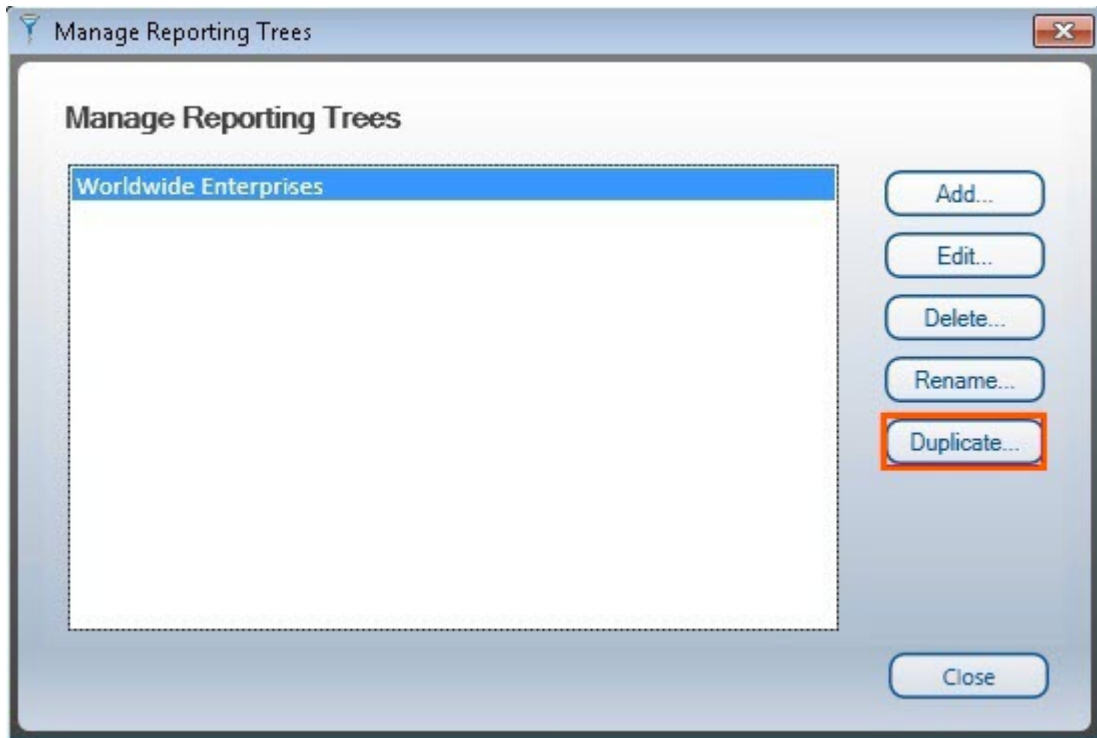 Manage Reporting Trees
Manage Reporting Trees
Worldwide Enterprises
Add...
Edit...
Delete...
Rename...
Duplicate...
Close